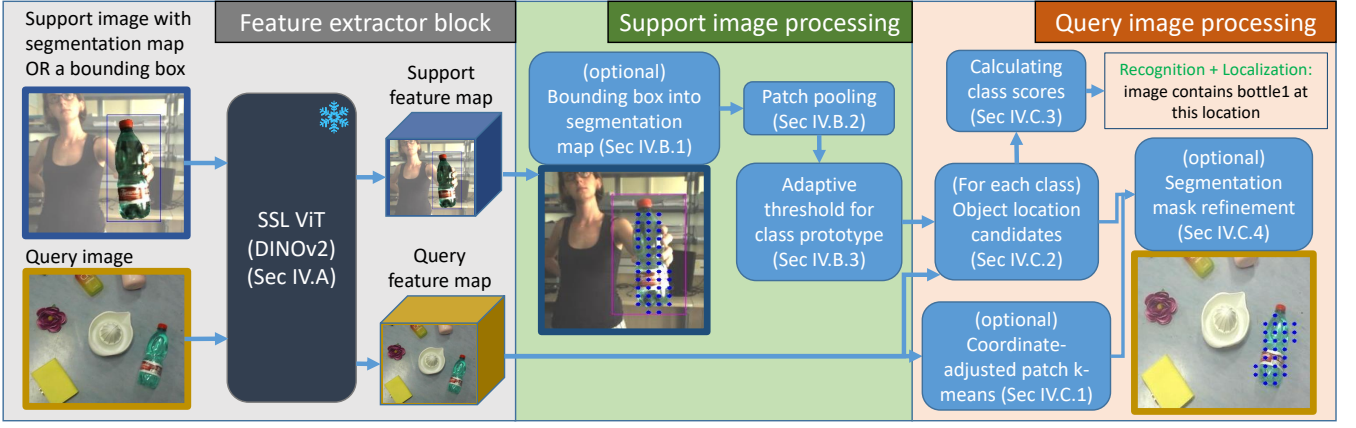 Support image with
segmentation map
OR a bounding box
Feature extractor block
Support
feature map
SSL ViT
(DINOv2)
(Sec IV.A)
Query image
Query
feature map
Support image processing
(optional)
Bounding box into
segmentation
map (Sec IV.B.1)
Patch pooling
(Sec IV.B.2)
Adaptive
threshold for
class prototype
(Sec IV.B.3)
Query image processing
Calculating
class scores
(Sec IV.C.3)
Recognition + Localization:
image contains bottle1 at
this location
(For each class)
Object location
candidates
(Sec IV.C.2)
(optional)
Segmentation
mask refinement
(Sec IV.C.4)
(optional)
Coordinate-
adjusted patch k-
means (Sec IV.C.1)